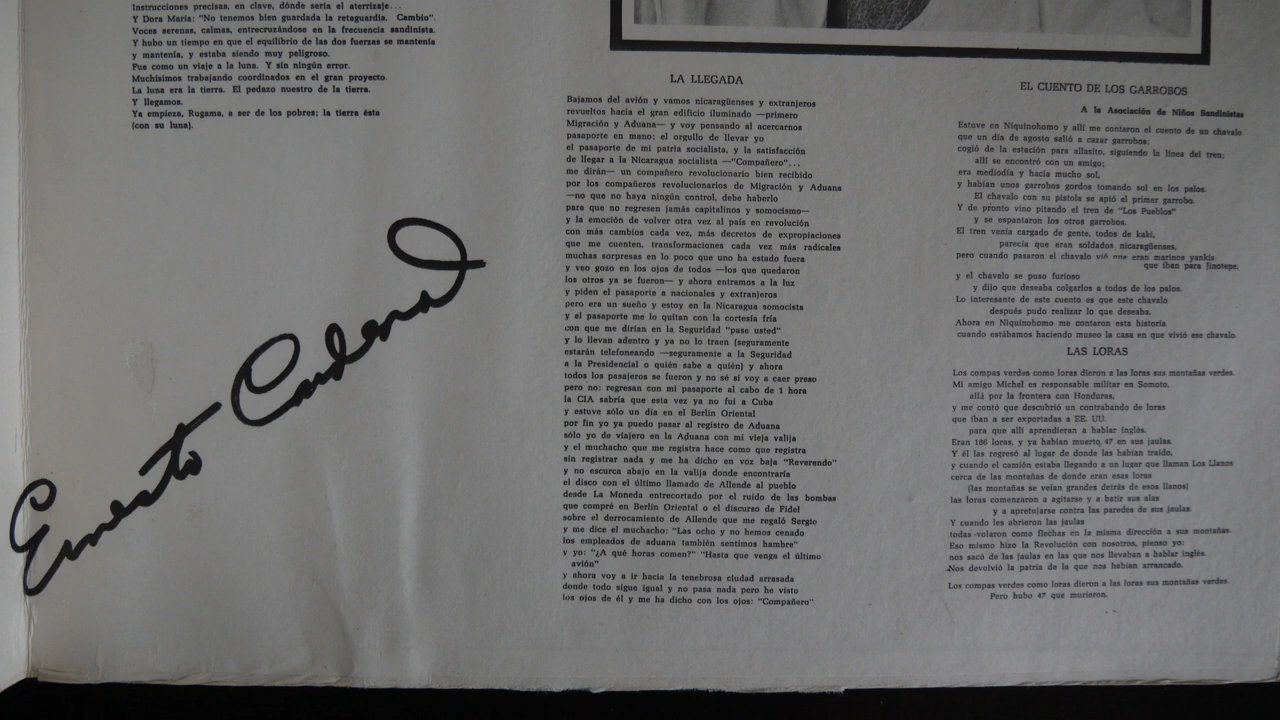 Instrucciones precisas, en clave, dónde sería el aterrizaje...
Y Dora María: "No tenemos bien guardada la retaguardia. Cambio".
Voces serenas, calmas, entrecruzándose en la frecuencia sandinista.
Y hubo un tiempo en que el equilibrio de las dos fuerzas se mantenía
y mantenía, y estaba siendo muy peligroso.
Fue como un viaje a la luna. Y sin ningún error.
Muchísimos trabajando coordinados en el gran proyecto.
La luna era la tierra. El pedazo nuestro de la tierra.
Y llegamos.
Ya empieza, Rugama, a ser de los pobres; la tierra ésta
(con su luna).
Ernesto Cardenal
LA LLEGADA
Bajamos del avión y vamos nicaragüenses y extranjeros
revueltos hacia el gran edificio iluminado —primero
Migración y Aduana— y voy pensando al acercarnos
pasaporte en mano: el orgullo de llevar yo
el pasaporte de mi patria socialista, y la satisfacción
de llegar a la Nicaragua socialista —"Compañero"...
me dirán— un compañero revolucionario bien recibido
por los compañeros revolucionarios de Migración y Aduana
—no que no haya ningún control, debe haberlo
para que no regresen jamás capitalinos y somocismo—
y la emoción de volver otra vez al país en revolución
con más cambios cada vez, más decretos de expropiaciones
que me cuenten, transformaciones cada vez más radicales
muchas sorpresas en lo poco que uno ha estado fuera
y veo gozo en los ojos de todos —los que quedaron
los otros ya se fueron— y ahora entramos a la luz
y piden el pasaporte a nacionales y extranjeros
pero era un sueño y estoy en la Nicaragua somocista
y el pasaporte me lo quitan con la cortesía fría
con que me dirían en la Seguridad "pase usted"
y lo llevan adentro y ya no lo traen (seguramente
estarán telefoneando —seguramente a la Seguridad
a la Presidencial o quién sabe a quién) y ahora
todos los pasajeros se fueron y no sé si voy a caer preso
pero no: regresan con mi pasaporte al cabo de 1 hora
la CIA sabría que esta vez ya no fui a Cuba
y estuve sólo un día en el Berlín Oriental
por fin yo ya puedo pasar al registro de Aduana
sólo yo de viajero en la Aduana con mi vieja valija
y el muchacho que me registra hace como que registra
sin registrar nada y me ha dicho en voz baja "Reverendo"
y no escurca abajo en la valija donde encontraría
el disco con el último llamado de Allende al pueblo
desde La Moneda entrecortado por el ruido de las bombas
que compré en Berlín Oriental o el discurso de Fidel
sobre el derrocamiento de Allende que me regaló Sergio
y me dice el muchacho: "Las ocho y no hemos cenado
los empleados de aduana también sentimos hambre"
y yo: "¿A qué horas comen?" "Hasta que venga el último
avión"
y ahora voy a ir hacia la tenebrosa ciudad arrasada
donde todo sigue igual y no pasa nada pero he visto
los ojos de él y me ha dicho con los ojos: "Compañero"
EL CUENTO DE LOS GARROBOS
A la Asociación de Niños Sandinistas
Estuve en Niquinohomo y allí me contaron el cuento de un chavalo
que un día de agosto salió a cazar garrobos;
cogió de la estación para allasito, siguiendo la línea del tren;
allí se encontró con un amigo;
era mediodía y hacía mucho sol,
y habían unos garrobos gordos tomando sol en los palos.
El chavalo con su pistola se apió el primer garrobo.
Y de pronto vino pitando el tren de "Los Pueblos"
y se espantaron los otros garrobos.
El tren venía cargado de gente, todos de kaki,
parecía que eran soldados nicaragüenses,
pero cuando pasaron el chavalo vió que eran marinos yankis
que iban para Jinotepe,
y el chavalo se puso furioso
y dijo que deseaba colgarlos a todos de los palos.
Lo interesante de este cuento es que este chavalo
después pudo realizar lo que deseaba.
Ahora en Niquinohomo me contaron esta historia
cuando estábamos haciendo museo la casa en que vivió ese chavalo.
LAS LORAS
Los compas verdes como loras dieron a las loras sus montañas verdes.
Mi amigo Michel es responsable militar en Somoto,
allá por la frontera con Honduras,
y me contó que descubrió un contrabando de loras
que iban a ser exportadas a EE. UU.
para que allí aprendieran a hablar inglés.
Eran 186 loras, y ya habían muerto 47 en sus jaulas.
Y él las regresó al lugar de donde las habían traído,
y cuando el camión estaba llegando a un lugar que llaman Los Llanos
cerca de las montañas de donde eran esas loras
(las montañas se veían grandes detrás de esos llanos)
las loras comenzaron a agitarse y a batir sus alas
y a apretujarse contra las paredes de sus jaulas.
Y cuando les abrieron las jaulas
todas volaron como flechas en la misma dirección a sus montañas.
Eso mismo hizo la Revolución con nosotros, pienso yo:
nos sacó de las jaulas en las que nos llevaban a hablar inglés.
Nos devolvió la patria de la que nos habían arrancado.
Los compas verdes como loras dieron a las loras sus montañas verdes.
Pero hubo 47 que murieron.